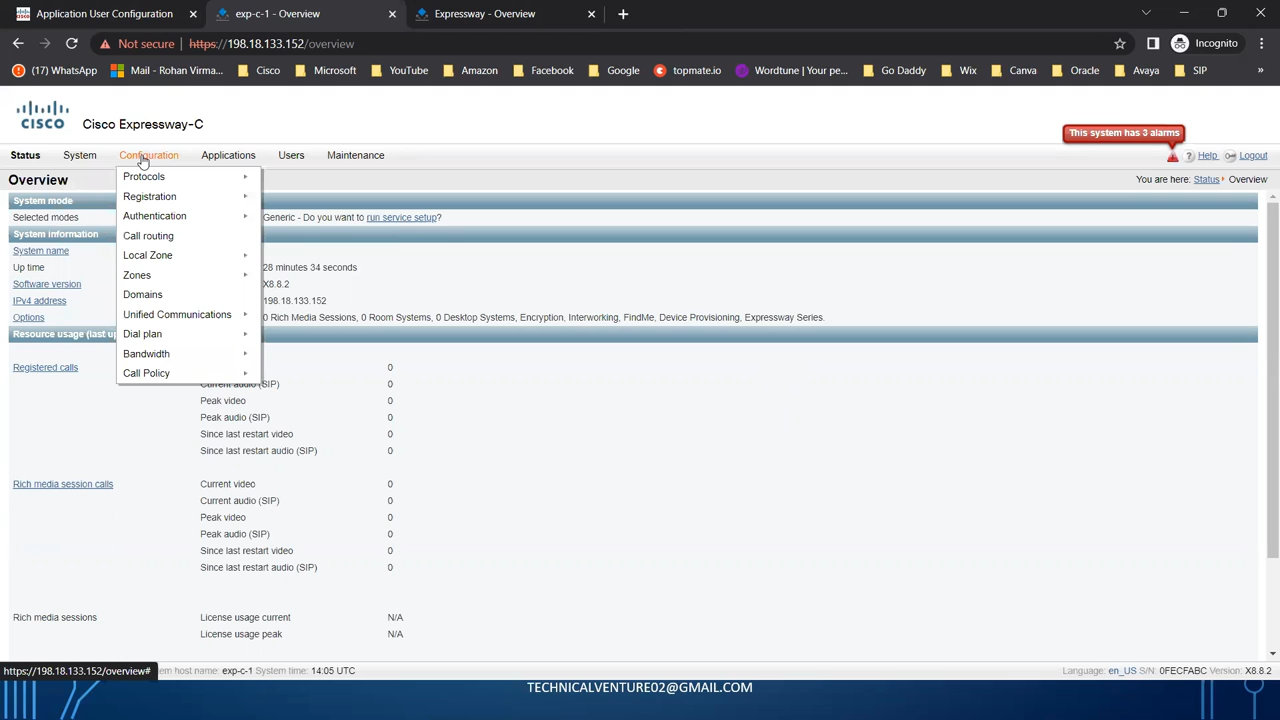 Application User Configuration
exp-c-1 - Overview
Expressway - Overview
Not secure https://198.18.133.152/overview Incognito
(17) WhatsApp Mail - Rohan Virma... Cisco Microsoft YouTube Amazon Facebook Google topmate.io Wordtune / Your pe... Go Daddy Wix Canva Oracle Avaya SIP »
CISCO Cisco Expressway-C
This system has 3 alarms
Status System Configuration Applications Users Maintenance Help Logout
Overview You are here: Status Overview
Protocols
Registration
Authentication
Call routing
Local Zone
Zones
Domains
Unified Communications
Dial plan
Bandwidth
Call Policy
System mode
Selected modes Generic - Do you want to run service setup?
System information
System name
Up time 28 minutes 34 seconds
Software version X8.8.2
IPv4 address 198.18.133.152
Options 0 Rich Media Sessions, 0 Room Systems, 0 Desktop Systems, Encryption, Interworking, FindMe, Device Provisioning, Expressway Series.
Resource usage (last up
Registered calls 0
Current audio (SIP) 0
Peak video 0
Peak audio (SIP) 0
Since last restart video 0
Since last restart audio (SIP) 0
Rich media session calls Current video 0
Current audio (SIP) 0
Peak video 0
Peak audio (SIP) 0
Since last restart video 0
Since last restart audio (SIP) 0
Rich media sessions License usage current N/A
License usage peak N/A
https://198.18.133.152/overview# em host name: exp-c-1 System time: 14:05 UTC Language: en_US S/N: 0FECFABC Version: X8.8.2
TECHNICALVENTURE02@GMAIL.COM